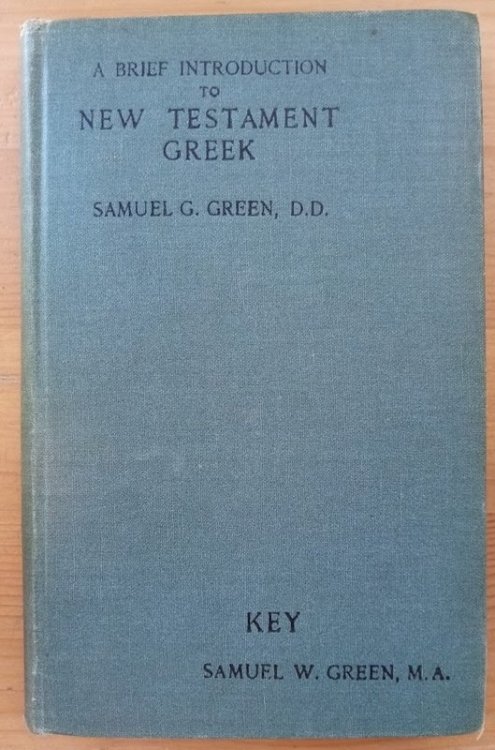 A BRIEF INTRODUCTION
TO
NEW TESTAMENT
GREEK
SAMUEL G. GREEN, D.D.
KEY
SAMUEL W. GREEN, M.A.